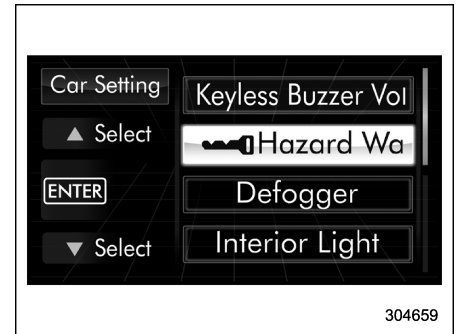 Car Setting
▲ Select
ENTER
▼ Select
Keyless Buzzer Vol
Hazard Wa
Defogger
Interior Light
304659